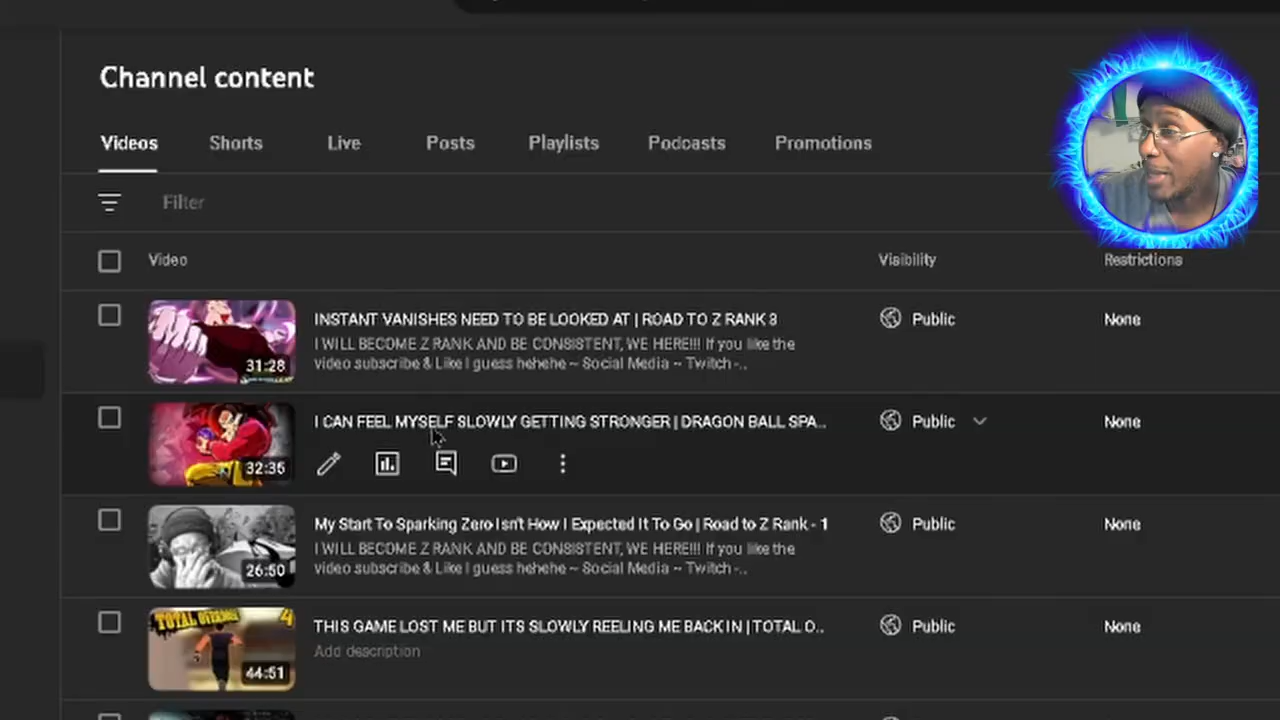 Channel content
Videos Shorts Live Posts Playlists Podcasts Promotions
Filter
Video Visibility Restrictions
INSTANT VANISHES NEED TO BE LOOKED AT | ROAD TO Z RANK 3 Public None
I WILL BECOME Z RANK AND BE CONSISTENT, WE HERE!!! If you like the
video subscribe & Like I guess hehehe ~ Social Media ~ Twitch -..
31:28
I CAN FEEL MYSELF SLOWLY GETTING STRONGER | DRAGON BALL SPA.. Public None
32:35
My Start To Sparking Zero Isn't How I Expected It To Go | Road to Z Rank - 1 Public None
I WILL BECOME Z RANK AND BE CONSISTENT, WE HERE!!! If you like the
video subscribe & Like I guess hehehe ~ Social Media ~ Twitch -..
26:50
TOTAL OVERDOSE 4
THIS GAME LOST ME BUT ITS SLOWLY REELING ME BACK IN | TOTAL O.. Public None
Add description
44:51